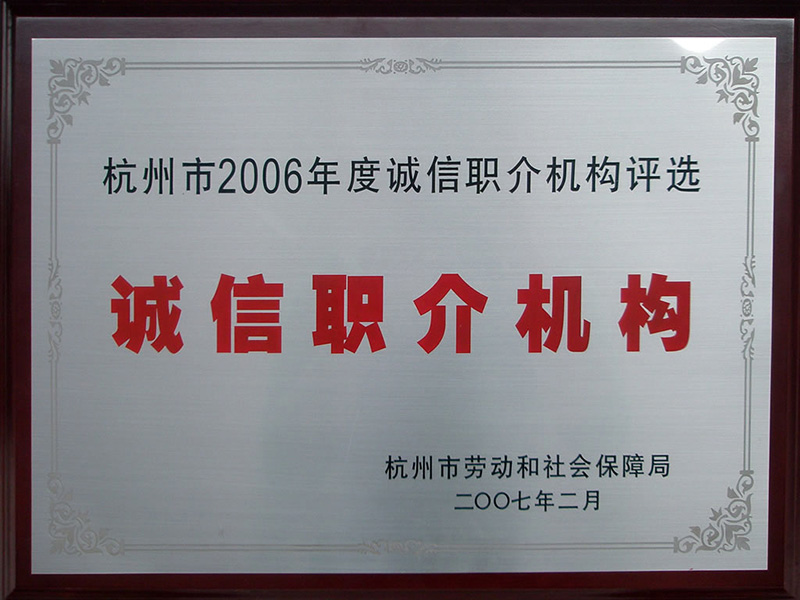 杭州市2006年度诚信职介机构评选
诚信职介机构
杭州市劳动和社会保障局
二〇〇七年二月